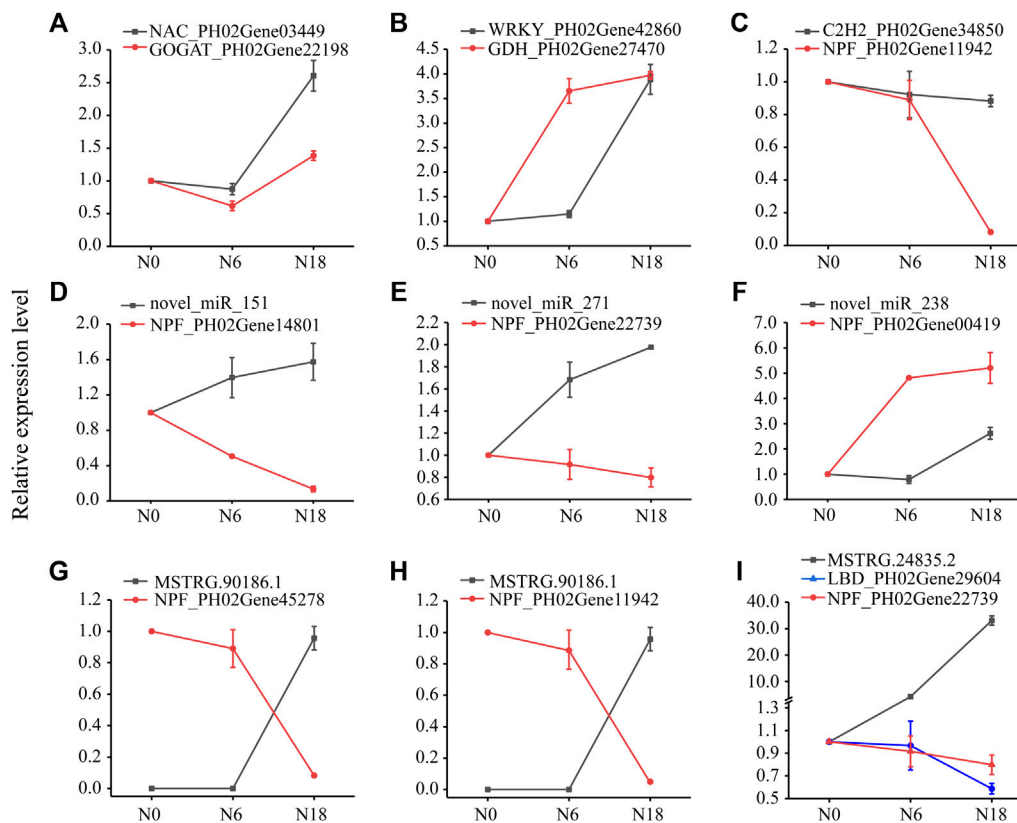 Relative expression level
A
NAC_PH02Gene03449
GOGAT_PH02Gene22198
3.0
2.5
2.0
1.5
1.0
0.5
0.0
N0 N6 N18
B
WRKY_PH02Gene42860
GDH_PH02Gene27470
4.5
4.0
3.5
3.0
2.5
2.0
1.5
1.0
0.5
N0 N6 N18
C
C2H2_PH02Gene34850
NPF_PH02Gene11942
1.2
1.0
0.8
0.6
0.4
0.2
0.0
N0 N6 N18
D
novel_miR_151
NPF_PH02Gene14801
2.0
1.6
1.2
0.8
0.4
0.0
N0 N6 N18
E
novel_miR_271
NPF_PH02Gene22739
2.2
2.0
1.8
1.6
1.4
1.2
1.0
0.8
0.6
N0 N6 N18
F
novel_miR_238
NPF_PH02Gene00419
7.0
6.0
5.0
4.0
3.0
2.0
1.0
0.0
N0 N6 N18
G
MSTRG.90186.1
NPF_PH02Gene45278
1.2
1.0
0.8
0.6
0.4
0.2
0.0
N0 N6 N18
H
MSTRG.90186.1
NPF_PH02Gene11942
1.2
1.0
0.8
0.6
0.4
0.2
0.0
N0 N6 N18
I
MSTRG.24835.2
LBD_PH02Gene29604
NPF_PH02Gene22739
40.0
30.0
20.0
10.0
1.3
1.1
0.9
0.7
0.5
N0 N6 N18